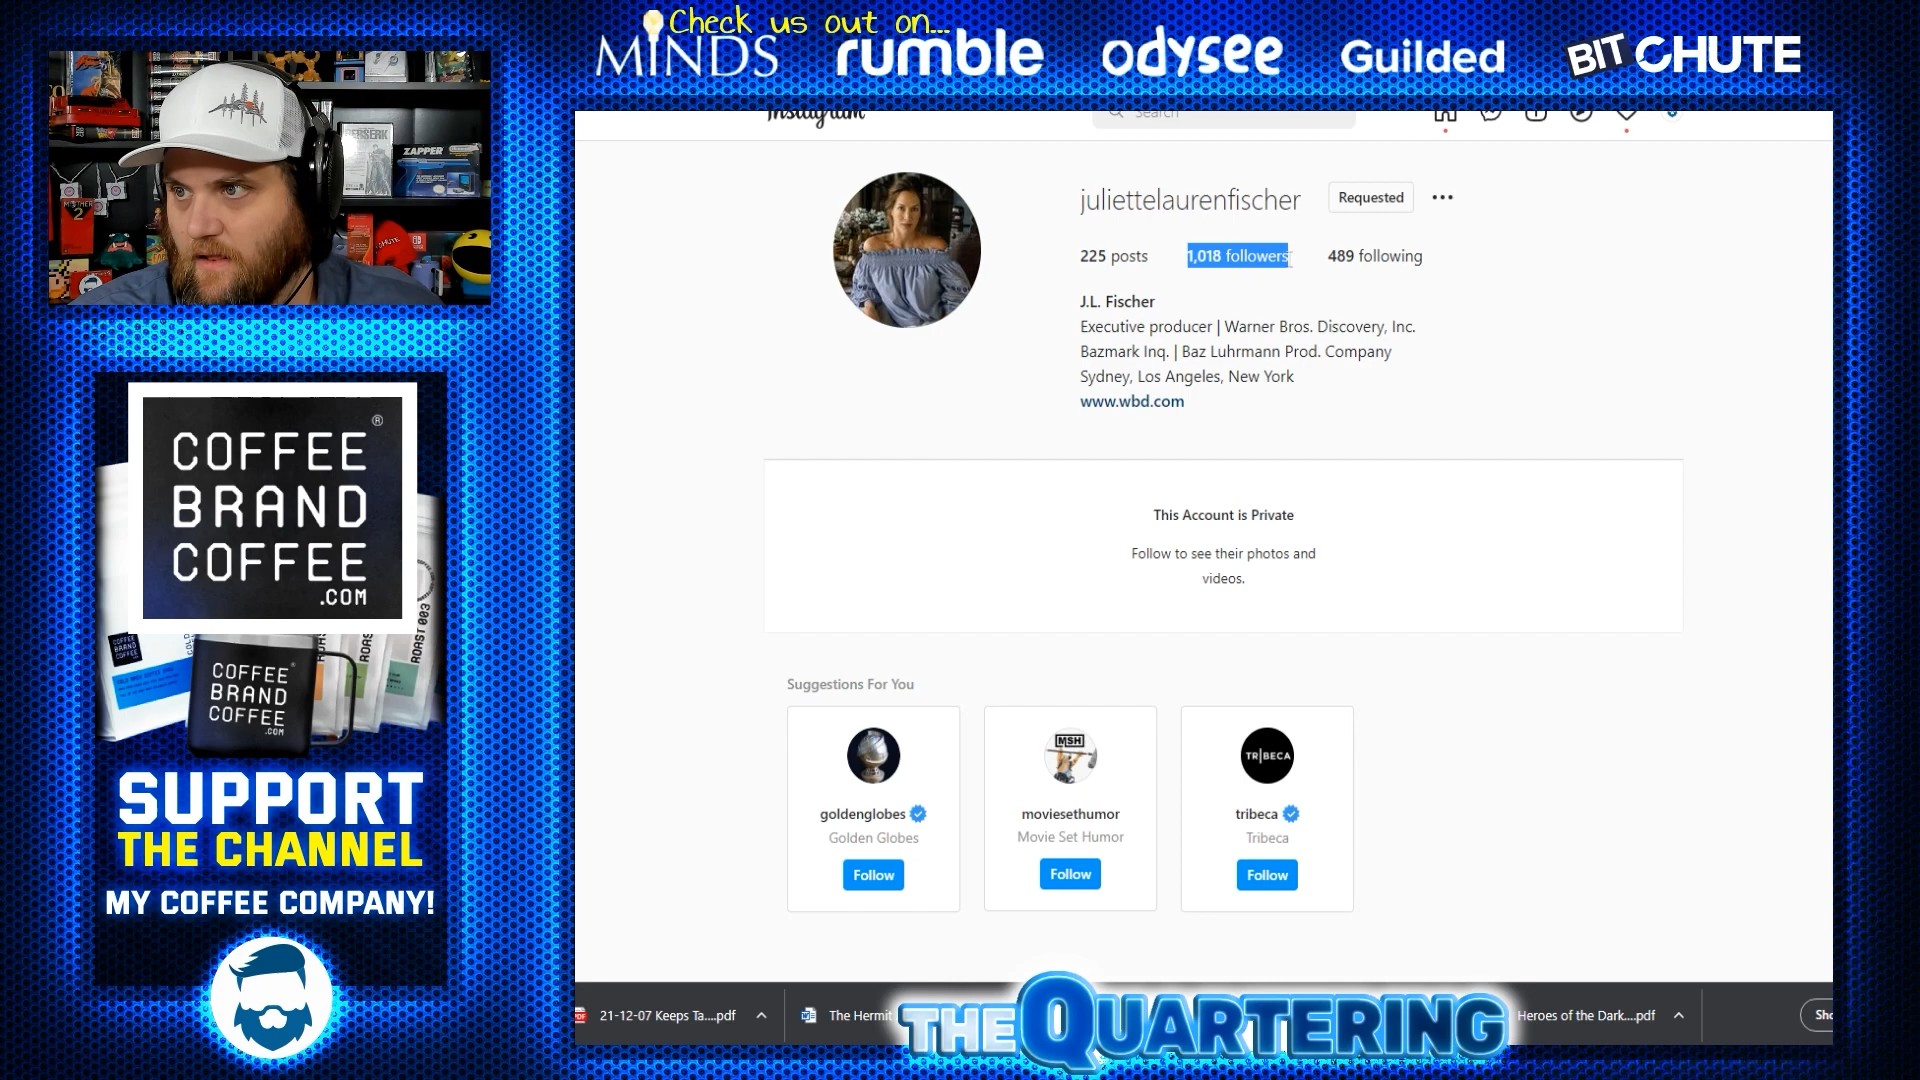 Check us out on...
MINDS rumble odysee Guilded BITCHUTE
BERSERK
ZAPPER
MOTHER
2
Instagram
Search
juliettelaurenfischer Requested
225 posts 1,018 followers 489 following
J.L. Fischer
Executive producer | Warner Bros. Discovery, Inc.
Bazmark Inq. | Baz Luhrmann Prod. Company
Sydney, Los Angeles, New York
www.wbd.com
This Account is Private
Follow to see their photos and
videos.
Suggestions For You
MSH
TRIBECA
goldenglobes
Golden Globes
Follow
moviesethumor
Movie Set Humor
Follow
tribeca
Tribeca
Follow
COFFEE ®
BRAND
COFFEE
.COM
ROAST 003
COFFEE
BRAND
COFFEE
.COM
SUPPORT
THE CHANNEL
MY COFFEE COMPANY!
21-12-07 Keeps Ta....pdf
The Hermit
Heroes of the Dark....pdf
THE QUARTERING